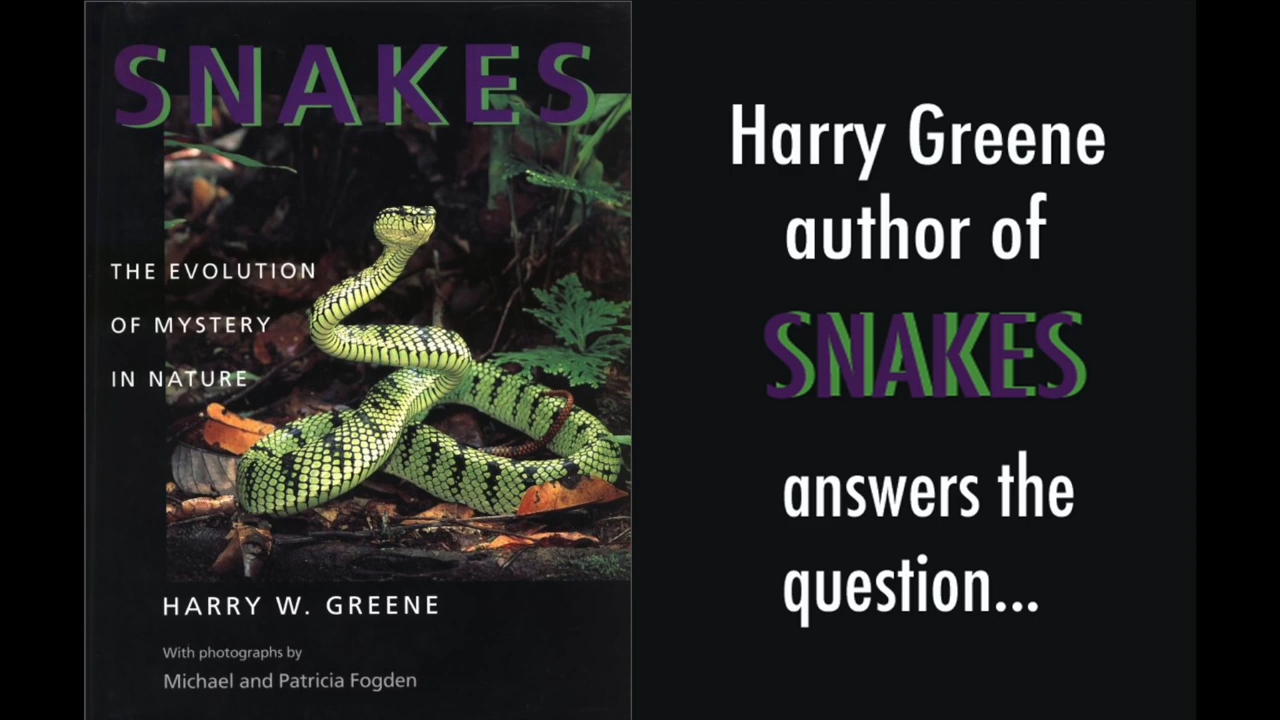 SNAKES
THE EVOLUTION
OF MYSTERY
IN NATURE
HARRY W. GREENE
With photographs by
Michael and Patricia Fogden
Harry Greene
author of
SNAKES
answers the
question...